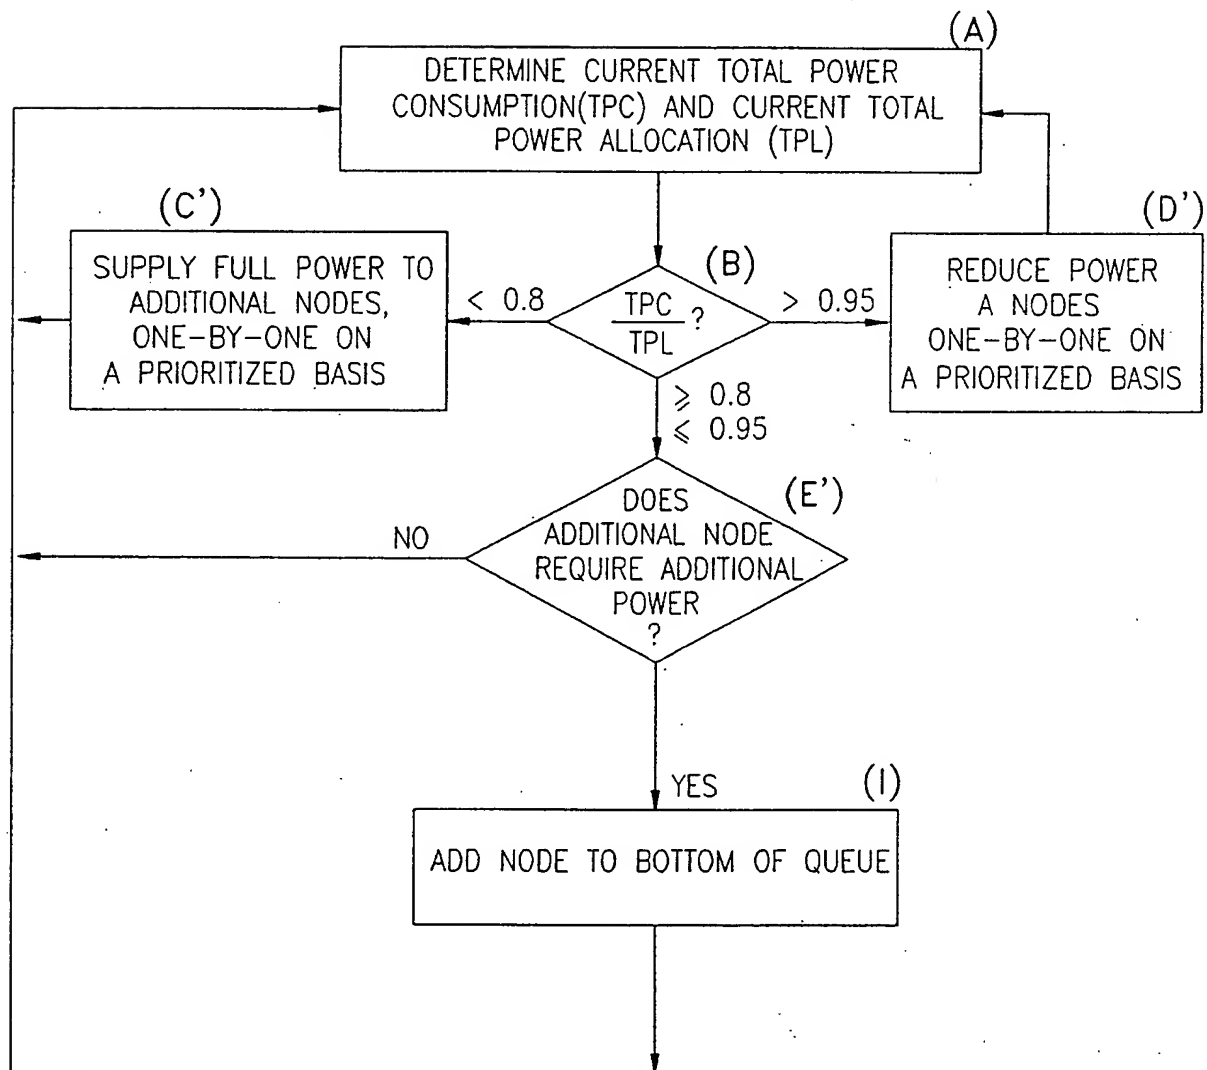 (A)
DETERMINE CURRENT TOTAL POWER
CONSUMPTION(TPC) AND CURRENT TOTAL
POWER ALLOCATION (TPL)
(C')
SUPPLY FULL POWER TO
ADDITIONAL NODES,
ONE-BY-ONE ON
A PRIORITIZED BASIS
< 0.8
(B)
TPC
TPL
?
> 0.95
(D')
REDUCE POWER
A NODES
ONE-BY-ONE ON
A PRIORITIZED BASIS
≥ 0.8
≤ 0.95
(E')
DOES
ADDITIONAL NODE
REQUIRE ADDITIONAL
POWER
?
NO
YES
(I)
ADD NODE TO BOTTOM OF QUEUE